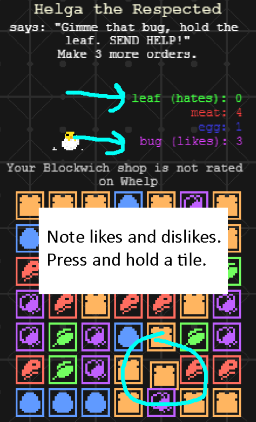 Helga the Respected
says: "Gimme that bug, hold the
leaf. SEND HELP!"
Make 3 more orders.
leaf (hates): 0
meat: 4
egg: 1
bug (likes): 3
Your Blockwich shop is not rated
on Whelp
Note likes and dislikes.
Press and hold a tile.